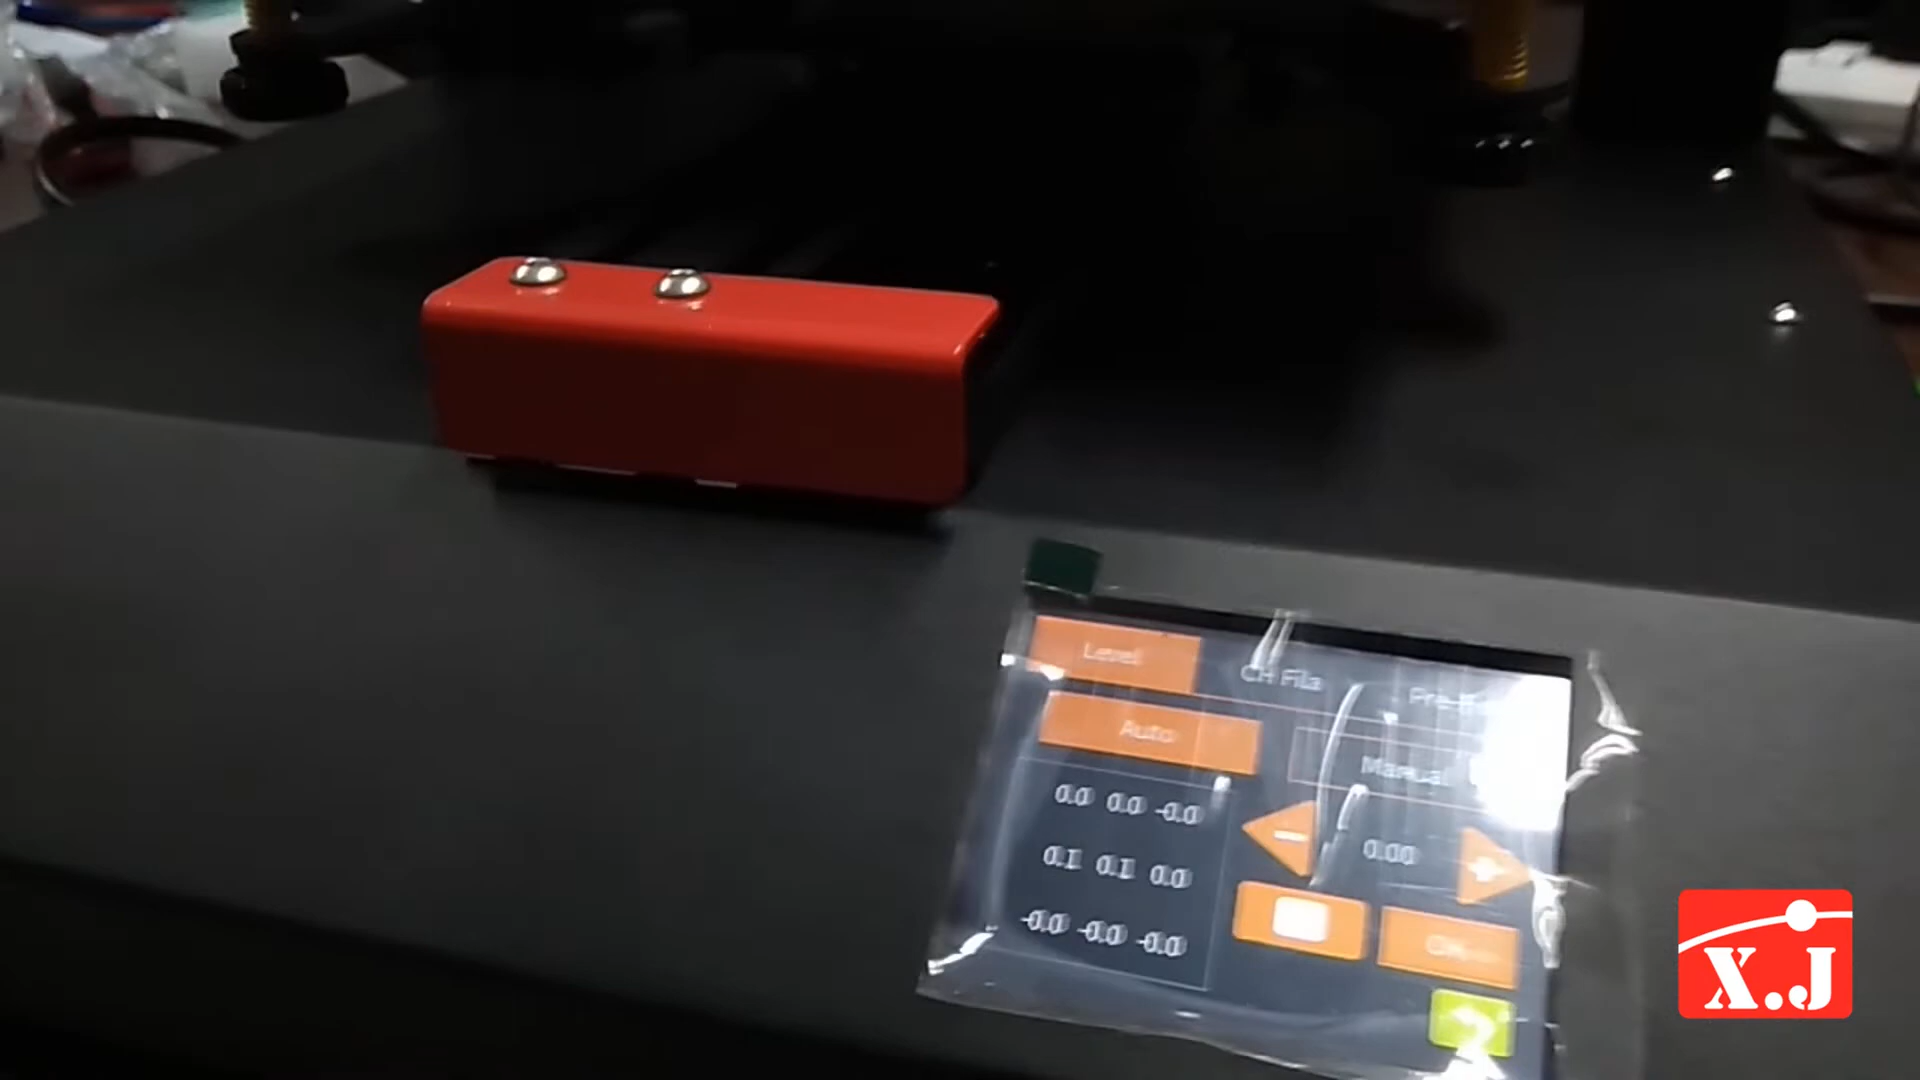 Level CH Fila
Auto Manual
0.0 0.0 -0.0
0.1 0.1 0.0
-0.0 -0.0 -0.0
− 0.00 +
X.J